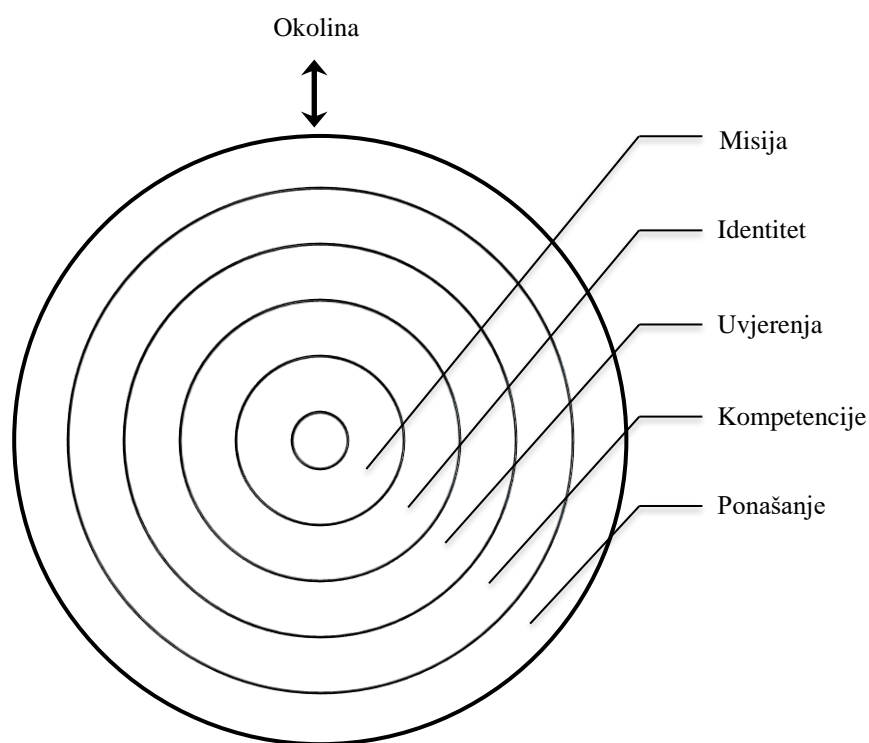 Okolina
Misija
Identitet
Uvjerenja
Kompetencije
Ponašanje